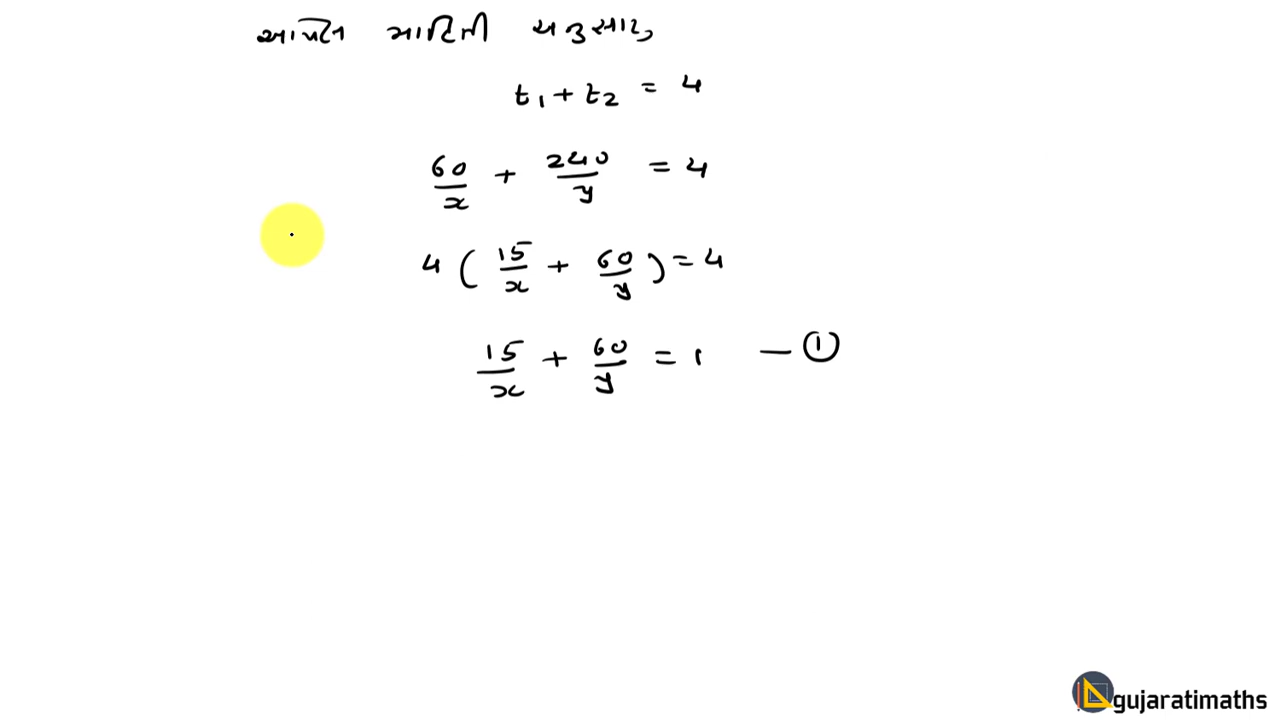 આપેલ માહિતી અનુસાર,
t₁ + t₂ = 4
60/x + 240/y = 4
4 ( 15/x + 60/y ) = 4
15/x + 60/y = 1 — ①
gujaratimaths